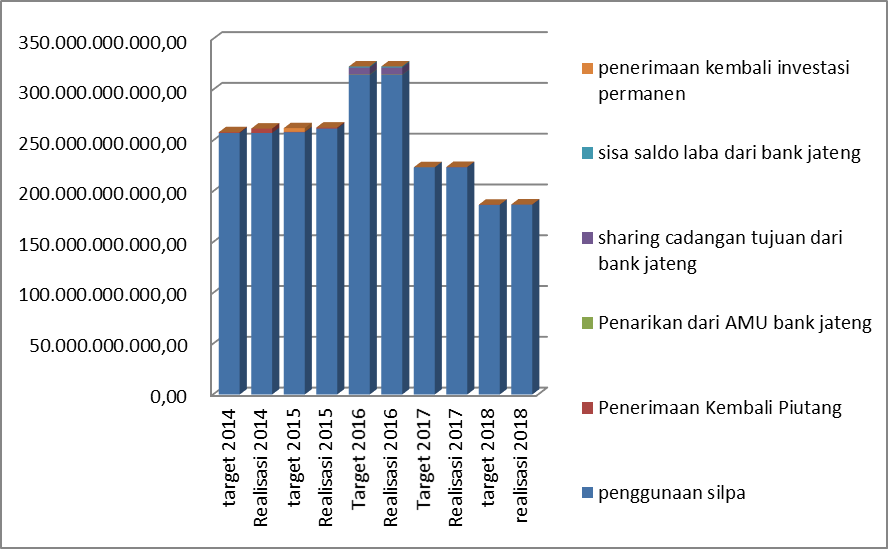 350.000.000.000,00
300.000.000.000,00
250.000.000.000,00
200.000.000.000,00
150.000.000.000,00
100.000.000.000,00
50.000.000.000,00
0,00
target 2014
Realisasi 2014
target 2015
Realisasi 2015
Target 2016
Realisasi 2016
Target 2017
Realisasi 2017
target 2018
realisasi 2018
penerimaan kembali investasi
permanen
sisa saldo laba dari bank jateng
sharing cadangan tujuan dari
bank jateng
Penarikan dari AMU bank jateng
Penerimaan Kembali Piutang
penggunaan silpa